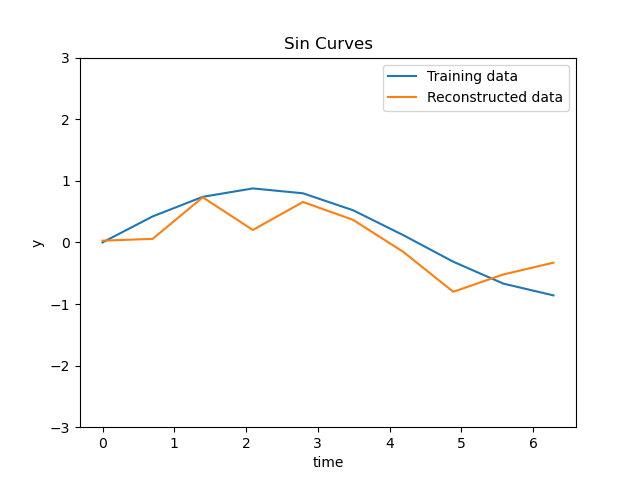 Sin Curves
Training data
Reconstructed data
3
2
1
0
−1
−2
−3
y
0 1 2 3 4 5 6
time